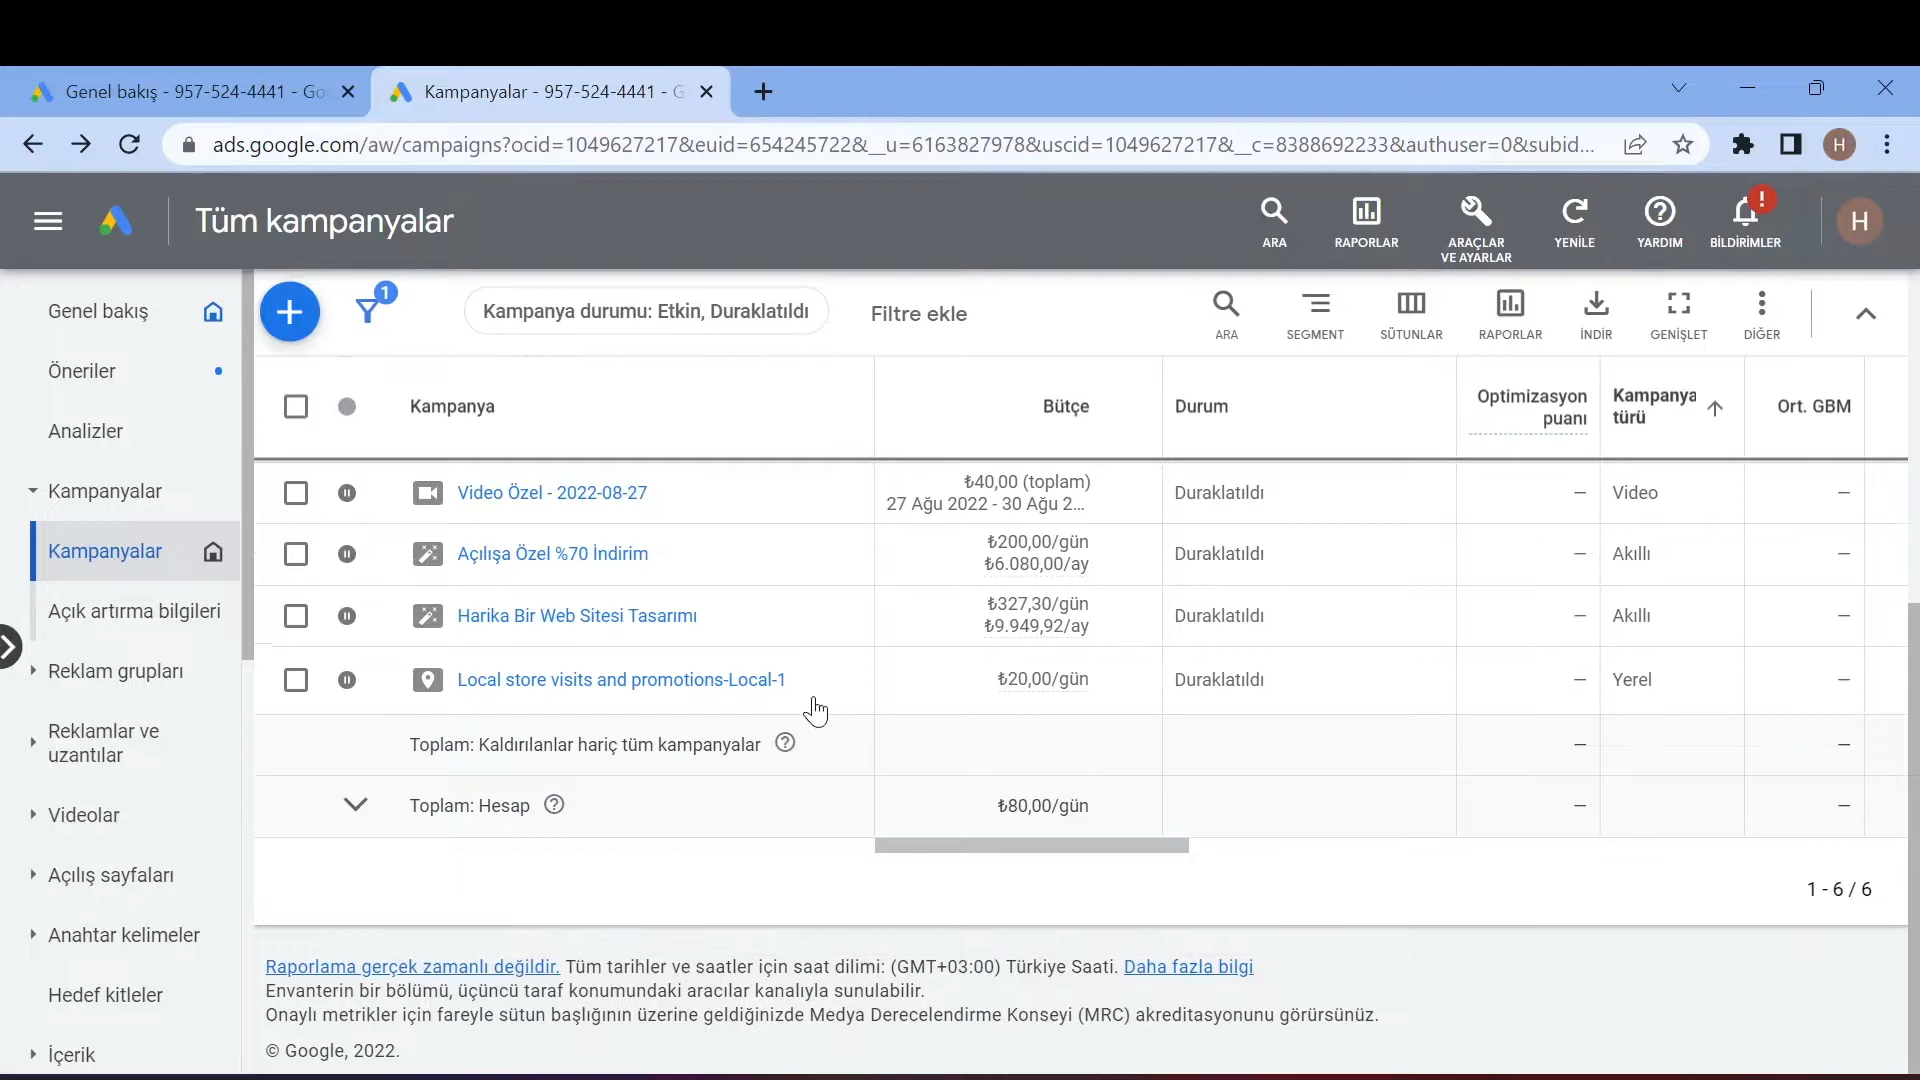 Genel bakış - 957-524-4441 - Go
Kampanyalar - 957-524-4441 - G
ads.google.com/aw/campaigns?ocid=1049627217&euid=654245722&__u=6163827978&uscid=1049627217&__c=8388692233&authuser=0&subid...
H
Tüm kampanyalar
ARA
RAPORLAR
ARAÇLAR
VE AYARLAR
YENİLE
YARDIM
!
BİLDİRİMLER
H
Genel bakış
Öneriler
Analizler
Kampanyalar
Kampanyalar
Açık artırma bilgileri
Reklam grupları
Reklamlar ve
uzantılar
Videolar
Açılış sayfaları
Anahtar kelimeler
Hedef kitleler
İçerik
1
Kampanya durumu: Etkin, Duraklatıldı
Filtre ekle
ARA
SEGMENT
SÜTUNLAR
RAPORLAR
İNDİR
GENİŞLET
DİĞER
Kampanya
Bütçe
Durum
Optimizasyon
puanı
Kampanya
türü
Ort. GBM
Video Özel - 2022-08-27
₺40,00 (toplam)
27 Ağu 2022 - 30 Ağu 2...
Duraklatıldı
—
Video
—
Açılışa Özel %70 İndirim
₺200,00/gün
₺6.080,00/ay
Duraklatıldı
—
Akıllı
—
Harika Bir Web Sitesi Tasarımı
₺327,30/gün
₺9.949,92/ay
Duraklatıldı
—
Akıllı
—
Local store visits and promotions-Local-1
₺20,00/gün
Duraklatıldı
—
Yerel
—
Toplam: Kaldırılanlar hariç tüm kampanyalar
—
—
Toplam: Hesap
₺80,00/gün
—
—
1 - 6 / 6
Raporlama gerçek zamanlı değildir. Tüm tarihler ve saatler için saat dilimi: (GMT+03:00) Türkiye Saati. Daha fazla bilgi
Envanterin bir bölümü, üçüncü taraf konumundaki aracılar kanalıyla sunulabilir.
Onaylı metrikler için fareyle sütun başlığının üzerine geldiğinizde Medya Derecelendirme Konseyi (MRC) akreditasyonunu görürsünüz.
© Google, 2022.